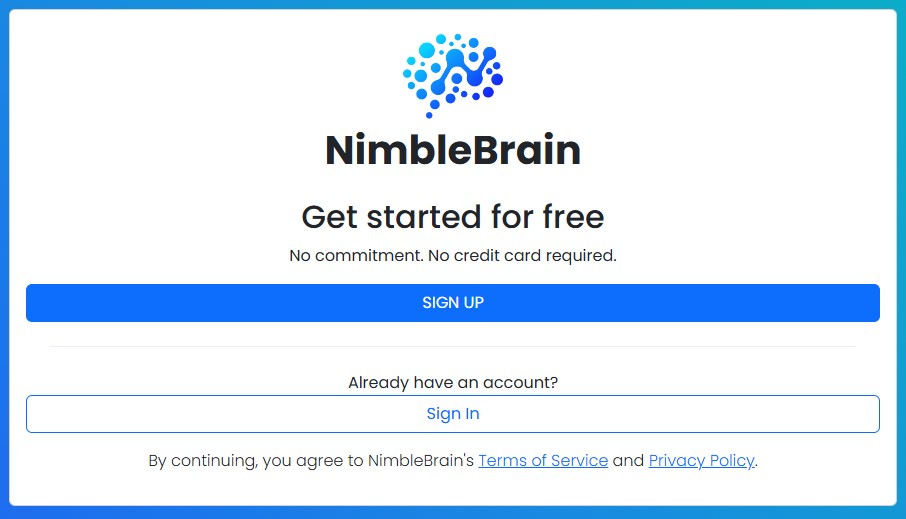 NimbleBrain
Get started for free
No commitment. No credit card required.
SIGN UP
Already have an account?
Sign In
By continuing, you agree to NimbleBrain's Terms of Service and Privacy Policy.